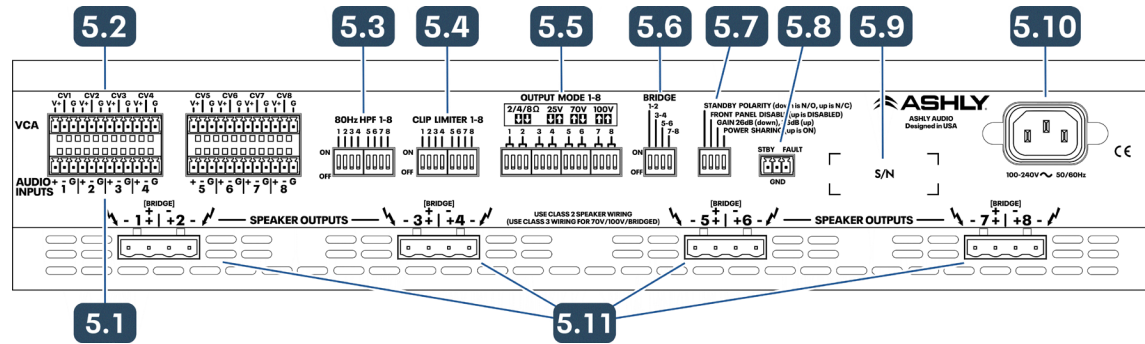 5.2
5.3
5.4
5.5
5.6
5.7
5.8
5.9
5.10
CV1 CV2 CV3 CV4
V+ G V+ G V+ G V+ G
CV5 CV6 CV7 CV8
V+ G V+ G V+ G V+ G
VCA
AUDIO INPUTS
+ - G + - G + - G + - G
1 2 3 4
+ - G + - G + - G + - G
5 6 7 8
80Hz HPF 1-8
1 2 3 4 5 6 7 8
ON
OFF
CLIP LIMITER 1-8
1 2 3 4 5 6 7 8
ON
OFF
OUTPUT MODE 1-8
2/4/8Ω 25V 70V 100V
1 2 3 4 5 6 7 8
BRIDGE
1-2
3-4
5-6
7-8
ON
OFF
STANDBY POLARITY (down is N/O, up is N/C)
FRONT PANEL DISABLE (up is DISABLED)
GAIN 26dB (down), (up)
POWER SHARING (up is ON)
STBY FAULT
GND
S/N
ASHLY
ASHLY AUDIO
Designed in USA
100-240V 50/60Hz
CE
[BRIDGE]
- 1 + | + 2 -
SPEAKER OUTPUTS
[BRIDGE]
- 3 + | + 4 -
USE CLASS 2 SPEAKER WIRING
(USE CLASS 3 WIRING FOR 70V/100V/BRIDGED)
[BRIDGE]
- 5 + | + 6 -
SPEAKER OUTPUTS
[BRIDGE]
- 7 + | + 8 -
5.1
5.11